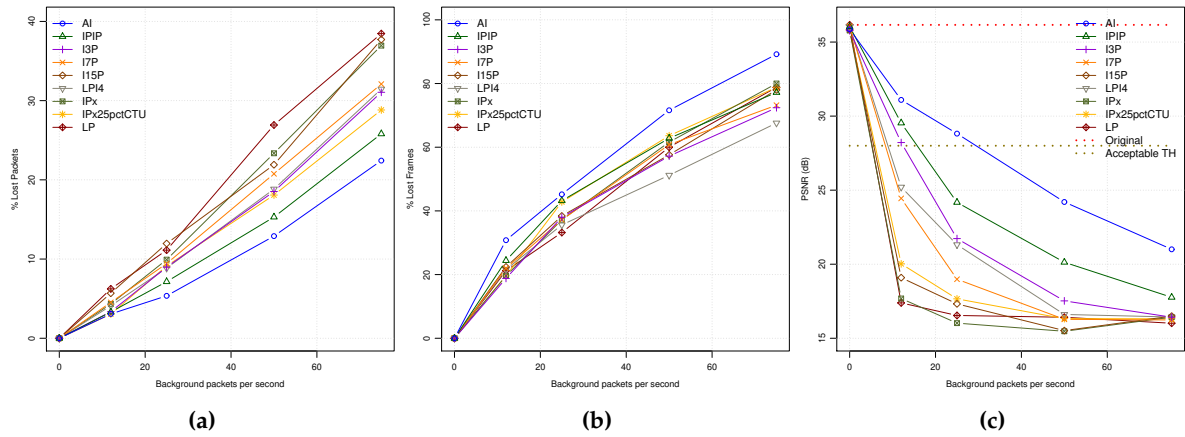 AI
IPIP
I3P
I7P
I15P
LPI4
IPx
IPx25pctCTU
LP
% Lost Packets
0
10
20
30
40
0
20
40
60
Background packets per second
(a)
AI
IPIP
I3P
I7P
I15P
LPI4
IPx
IPx25pctCTU
LP
% Lost Frames
0
20
40
60
80
100
0
20
40
60
Background packets per second
(b)
AI
IPIP
I3P
I7P
I15P
LPI4
IPx
IPx25pctCTU
LP
Original
Acceptable TH
PSNR (dB)
15
20
25
30
35
0
20
40
60
Background packets per second
(c)